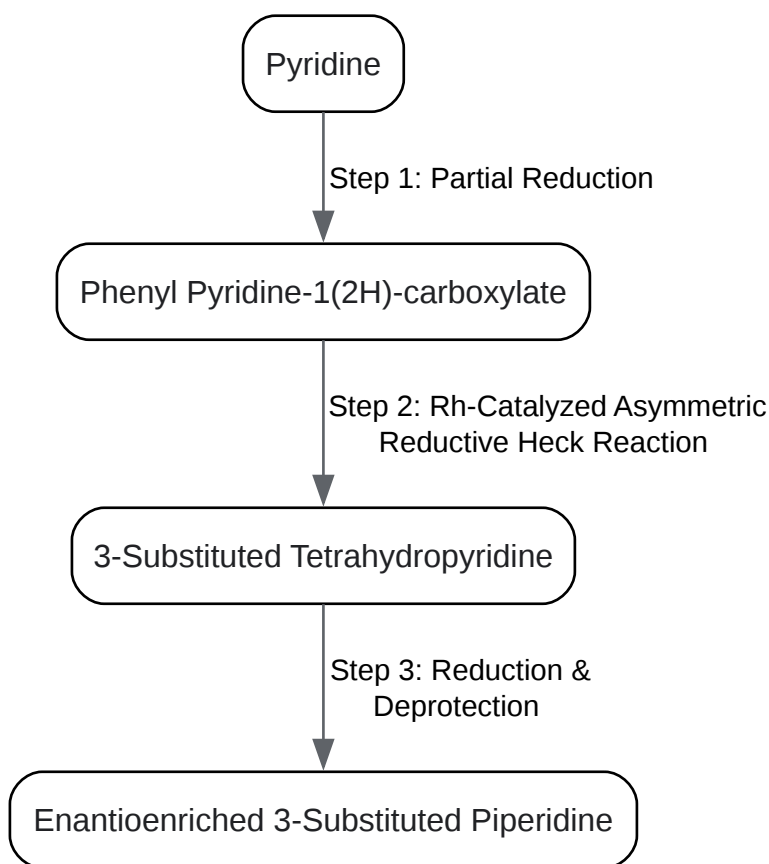 Pyridine
Step 1: Partial Reduction
Phenyl Pyridine-1(2H)-carboxylate
Step 2: Rh-Catalyzed Asymmetric
Reductive Heck Reaction
3-Substituted Tetrahydropyridine
Step 3: Reduction &
Deprotection
Enantioenriched 3-Substituted Piperidine